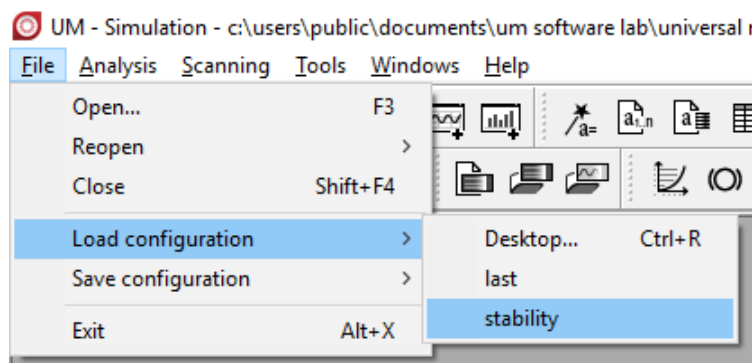 UM - Simulation - c:\users\public\documents\um software lab\universal
File Analysis Scanning Tools Windows Help
Open... F3
Reopen
Close Shift+F4
Load configuration
Save configuration
Exit Alt+X
Desktop... Ctrl+R
last
stability
a=
a..n
a